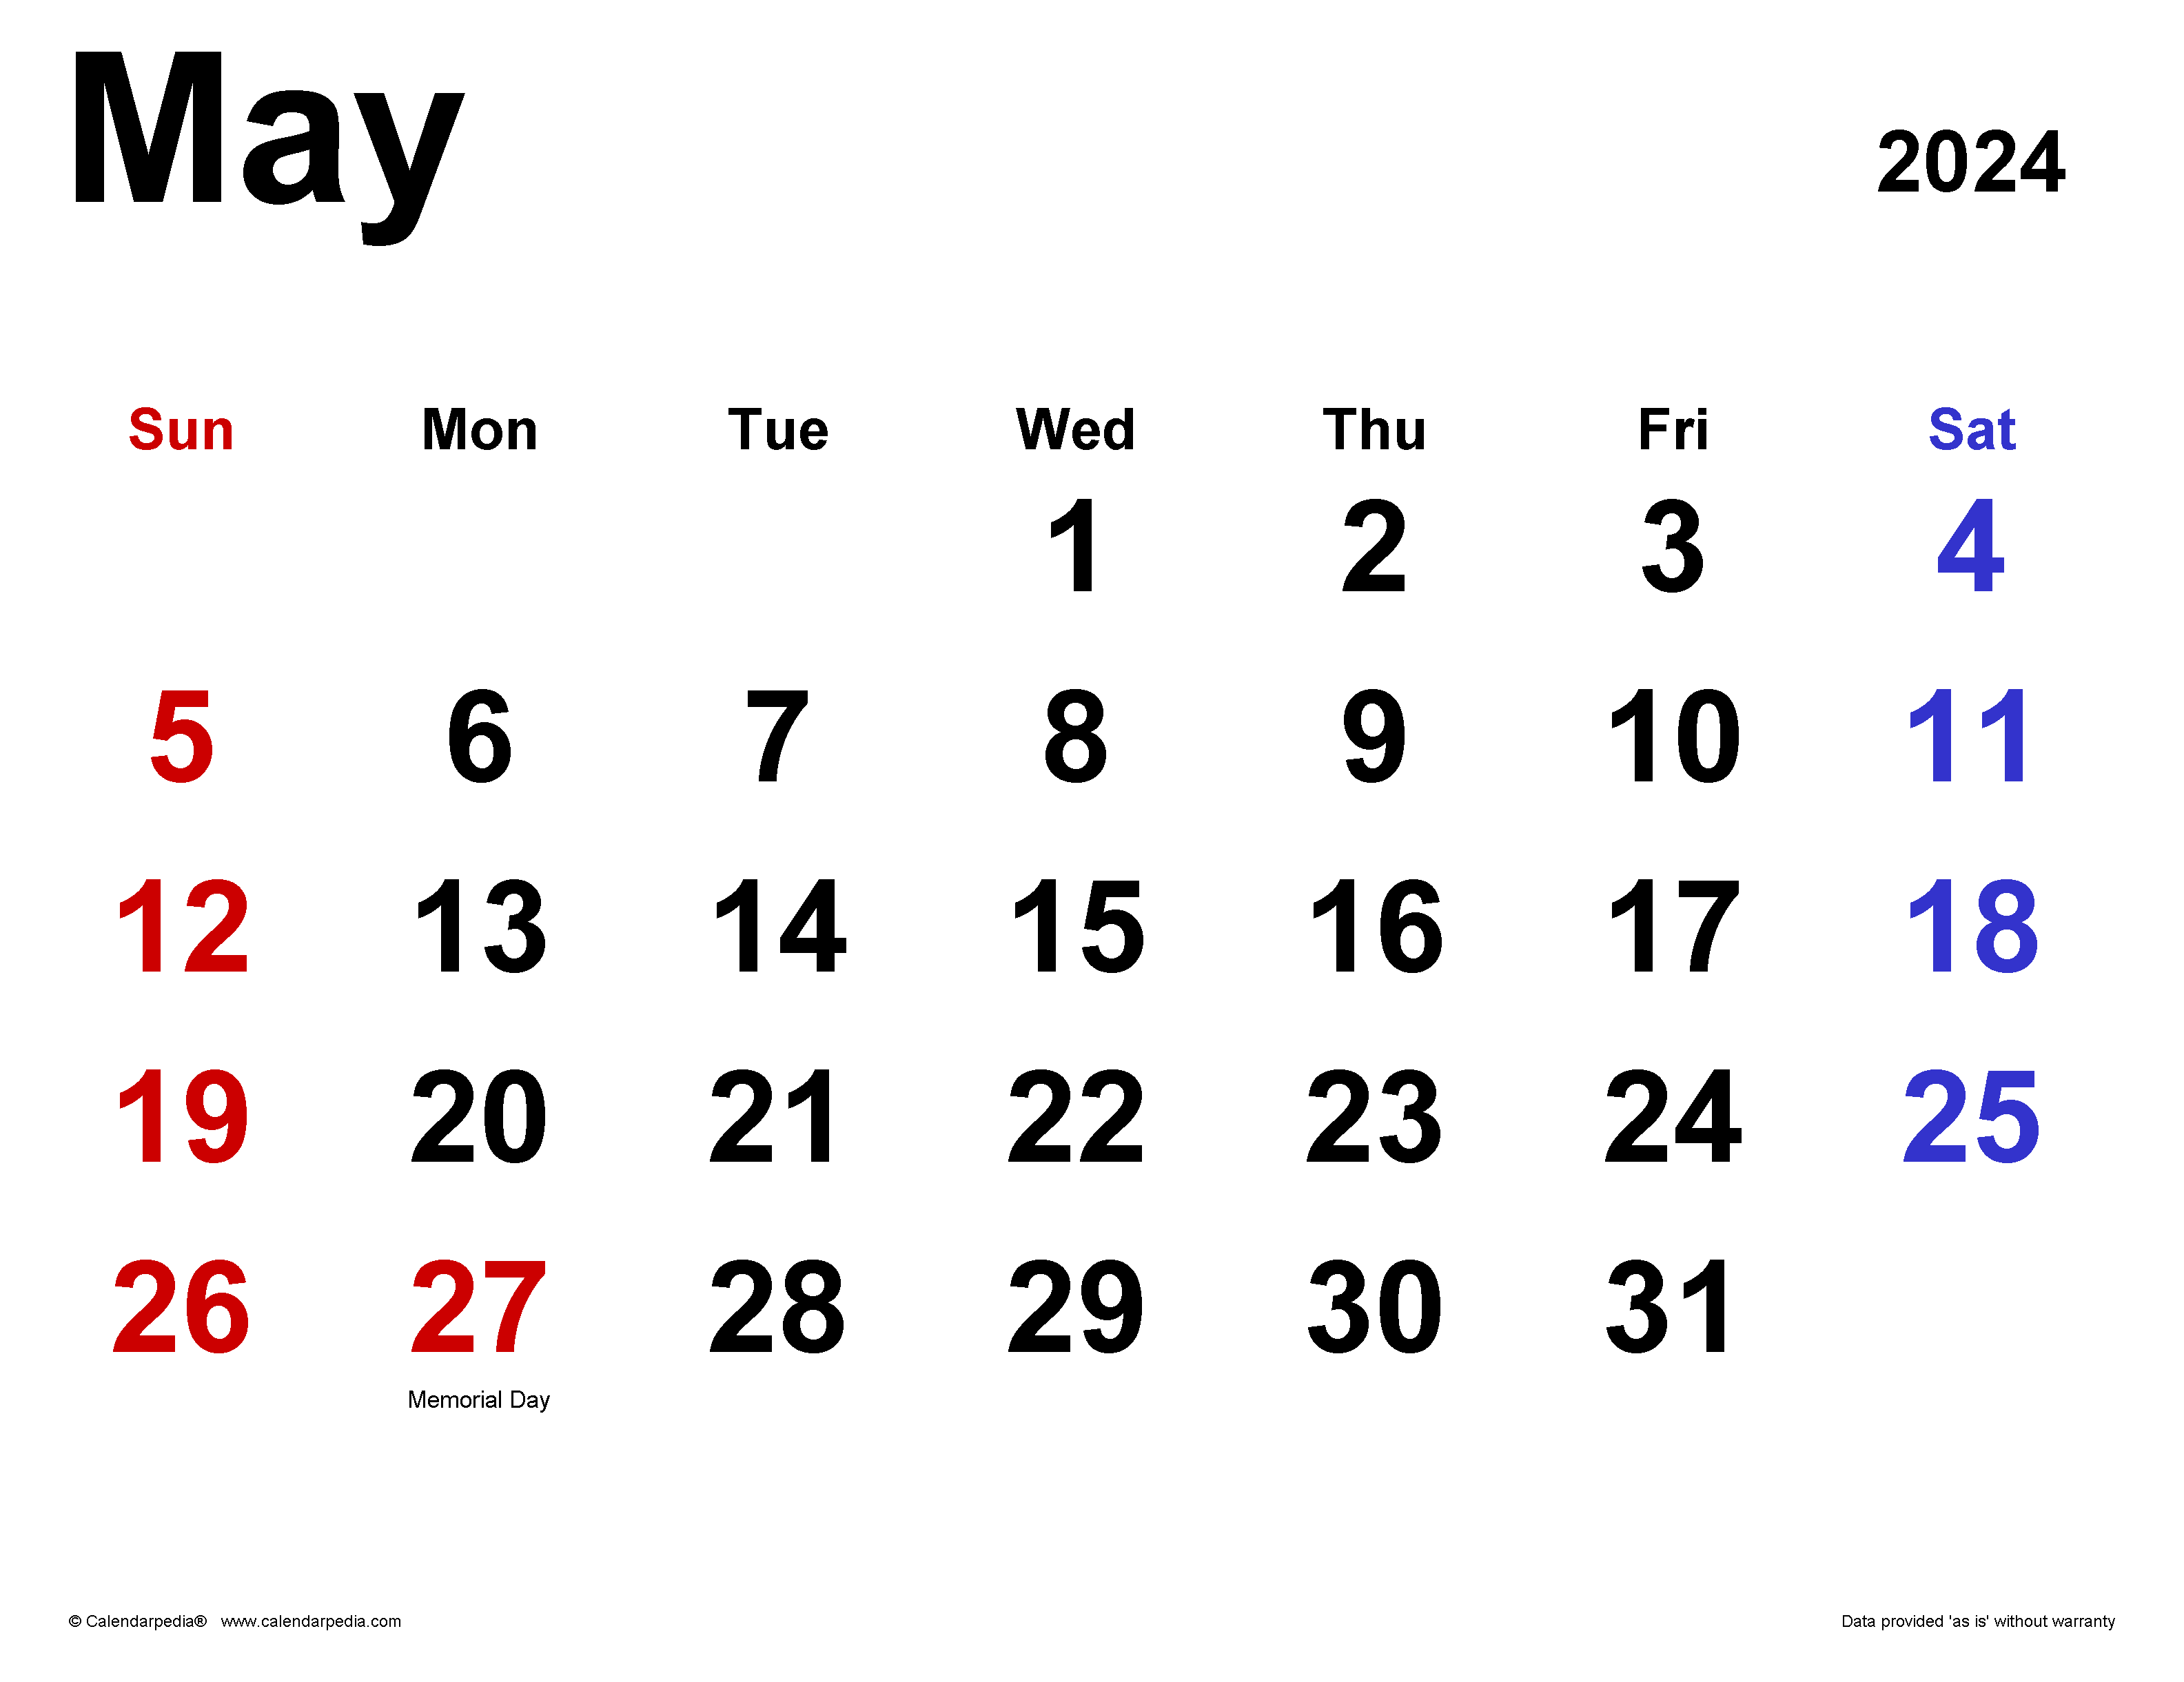 May
2024
Sun Mon Tue Wed Thu Fri Sat
1 2 3 4
5 6 7 8 9 10 11
12 13 14 15 16 17 18
19 20 21 22 23 24 25
26 27 28 29 30 31
Memorial Day
© Calendarpedia® www.calendarpedia.com
Data provided 'as is' without warranty